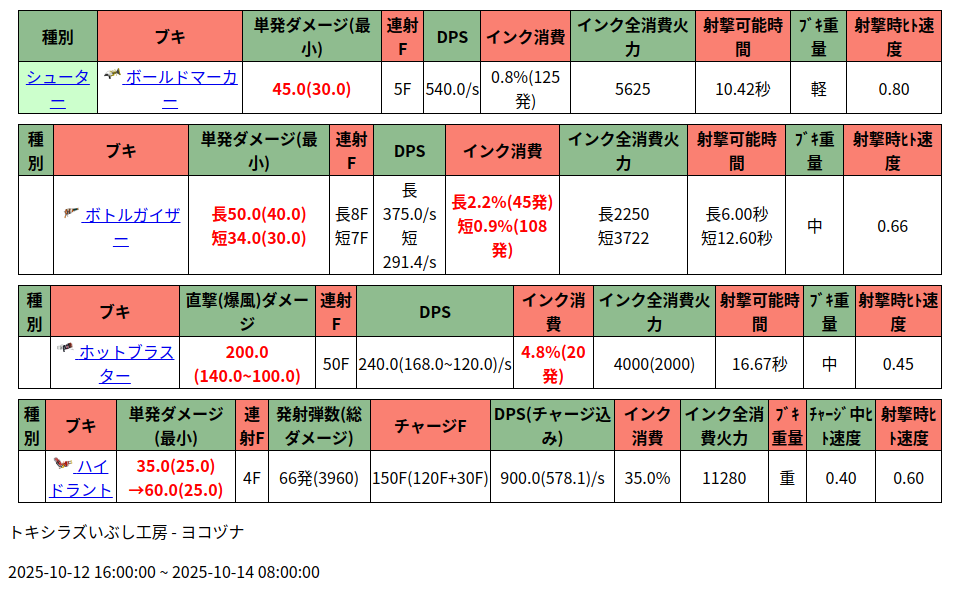 種別 ブキ 単発ダメージ(最小) 連射F DPS インク消費 インク全消費火力 射撃可能時間 ﾌﾞｷ重量 射撃時ﾋﾄ速度
シューター ボールドマーカー 45.0(30.0) 5F 540.0/s 0.8%(125発) 5625 10.42秒 軽 0.80
種別 ブキ 単発ダメージ(最小) 連射F DPS インク消費 インク全消費火力 射撃可能時間 ﾌﾞｷ重量 射撃時ﾋﾄ速度
ボトルガイザー 長50.0(40.0) 短34.0(30.0) 長8F 短7F 長375.0/s 短291.4/s 長2.2%(45発) 短0.9%(108発) 長2250 短3722 長6.00秒 短12.60秒 中 0.66
種別 ブキ 直撃(爆風)ダメージ 連射F DPS インク消費 インク全消費火力 射撃可能時間 ﾌﾞｷ重量 射撃時ﾋﾄ速度
ホットブラスター 200.0(140.0~100.0) 50F 240.0(168.0~120.0)/s 4.8%(20発) 4000(2000) 16.67秒 中 0.45
種別 ブキ 単発ダメージ(最小) 連射F 発射弾数(総ダメージ) チャージF DPS(チャージ込み) インク消費 インク全消費火力 ﾌﾞｷ重量 ﾁｬｰｼﾞ中ﾋﾄ速度 射撃時ﾋﾄ速度
ハイドラント 35.0(25.0)→60.0(25.0) 4F 66発(3960) 150F(120F+30F) 900.0(578.1)/s 35.0% 11280 重 0.40 0.60
トキシラズいぶし工房 - ヨコヅナ
2025-10-12 16:00:00 ~ 2025-10-14 08:00:00